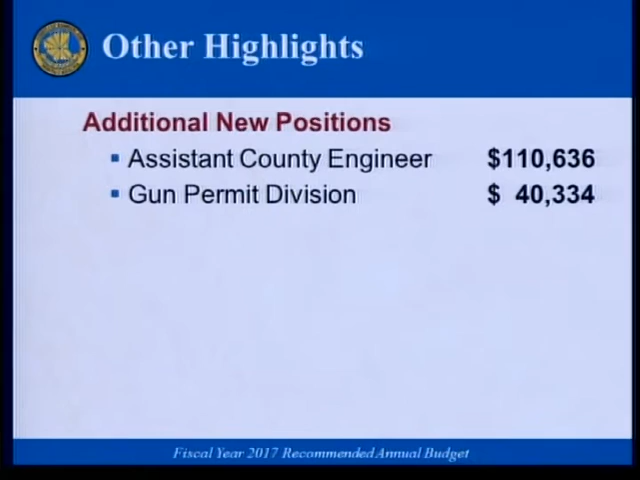 Other Highlights
Additional New Positions
▪ Assistant County Engineer $110,636
▪ Gun Permit Division $ 40,334
Fiscal Year 2017 Recommended Annual Budget